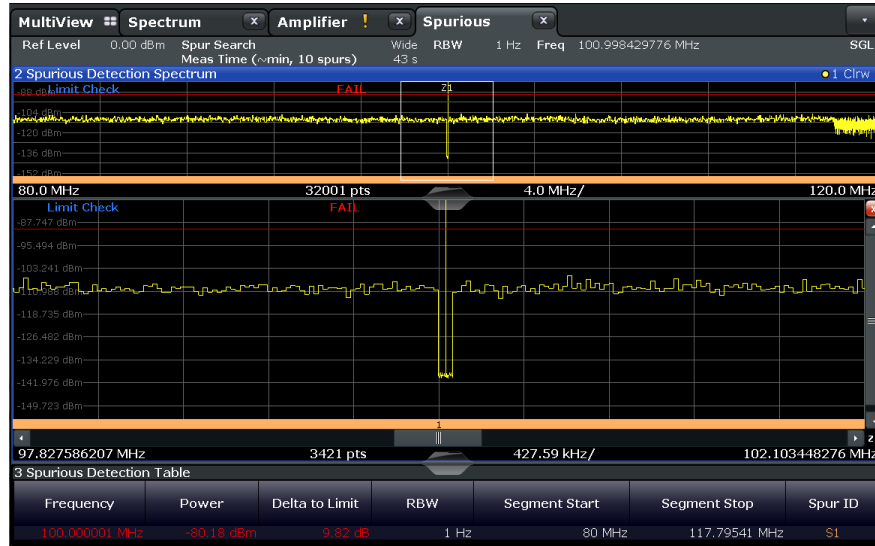 MultiView Spectrum x Amplifier ! x Spurious x
Ref Level 0.00 dBm Spur Search Wide RBW 1 Hz Freq 100.998429776 MHz SGL
Meas Time (~min, 10 spurs) 43 s
2 Spurious Detection Spectrum 1 Clrw
Limit Check FAIL Z1
-88 dBm
-104 dBm
-120 dBm
-136 dBm
-152 dBm
80.0 MHz 32001 pts 4.0 MHz/ 120.0 MHz
Limit Check FAIL
-87.747 dBm
-95.494 dBm
-103.241 dBm
-110.988 dBm
-118.735 dBm
-126.482 dBm
-134.229 dBm
-141.976 dBm
-149.723 dBm
1
97.827586207 MHz 3421 pts 427.59 kHz/ 102.103448276 MHz
3 Spurious Detection Table
Frequency Power Delta to Limit RBW Segment Start Segment Stop Spur ID
100.000001 MHz -80.18 dBm 9.82 dB 1 Hz 80 MHz 117.79541 MHz S1